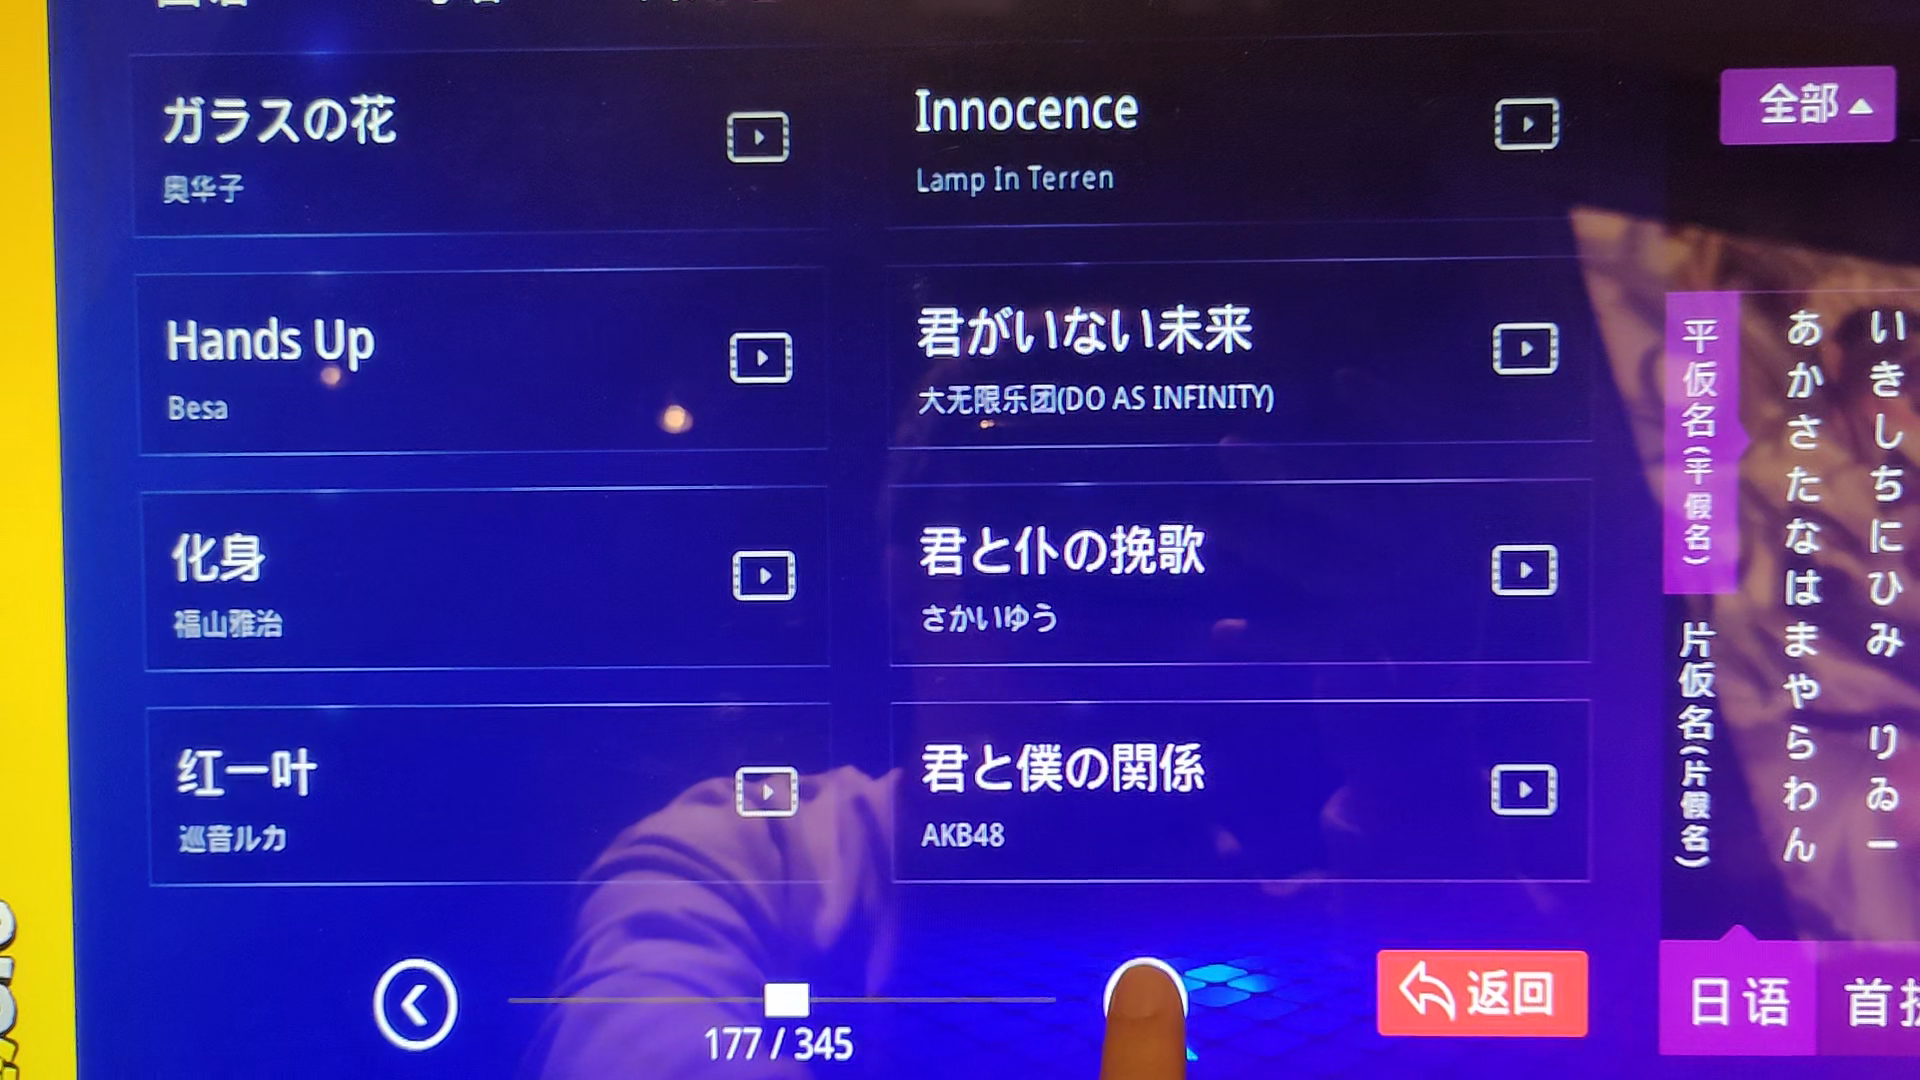 ガラスの花
奥华子
Innocence
Lamp In Terren
Hands Up
Besa
君がいない未来
大无限乐团(DO AS INFINITY)
化身
福山雅治
君と仆の挽歌
さかいゆう
红一叶
巡音ルカ
君と僕の関係
AKB48
177 / 345
返回
全部
平仮名(平假名)
片仮名(片假名)
あかさたなはまやらわん
いきしちにひみ りゐー
日语